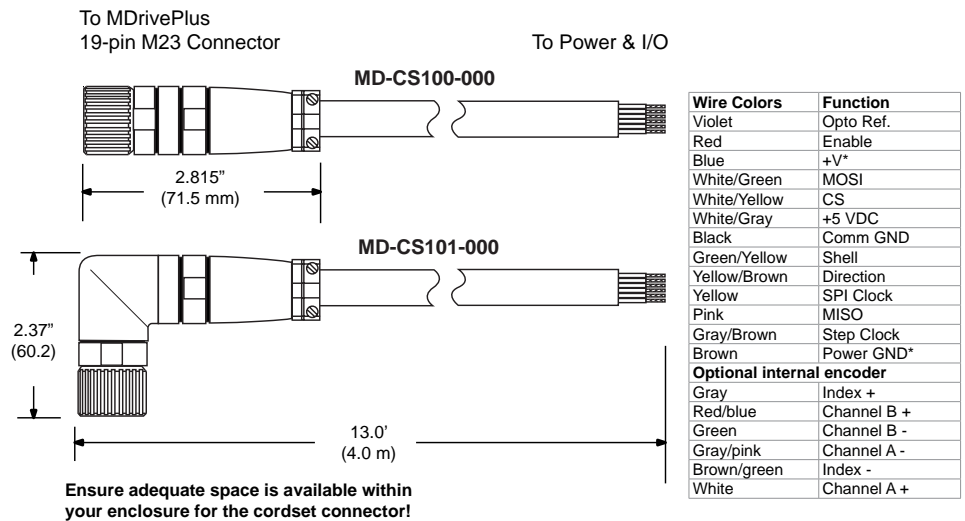 To MDrivePlus
19-pin M23 Connector
To Power & I/O
MD-CS100-000
2.815”
(71.5 mm)
MD-CS101-000
2.37”
(60.2)
13.0’
(4.0 m)
Ensure adequate space is available within
your enclosure for the cordset connector!
Wire Colors Function
Violet Opto Ref.
Red Enable
Blue +V*
White/Green MOSI
White/Yellow CS
White/Gray +5 VDC
Black Comm GND
Green/Yellow Shell
Yellow/Brown Direction
Yellow SPI Clock
Pink MISO
Gray/Brown Step Clock
Brown Power GND*
Optional internal encoder
Gray Index +
Red/blue Channel B +
Green Channel B -
Gray/pink Channel A -
Brown/green Index -
White Channel A +